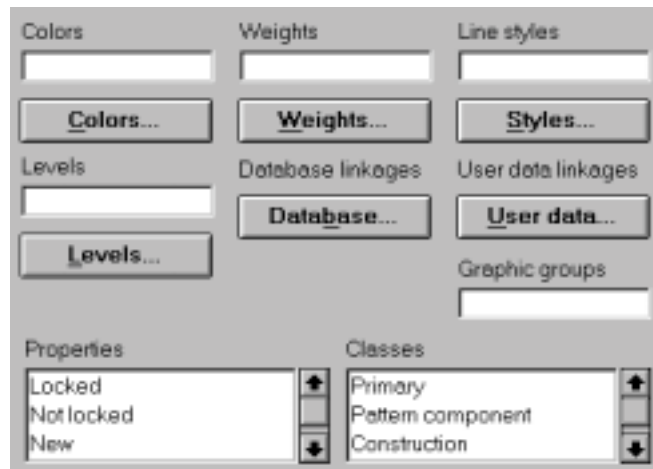 Colors Weights Line styles
Colors... Weights... Styles...
Levels Database linkages User data linkages
Database... User data...
Levels...
Graphic groups
Properties Classes
Locked Primary
Not locked Pattern component
New Construction